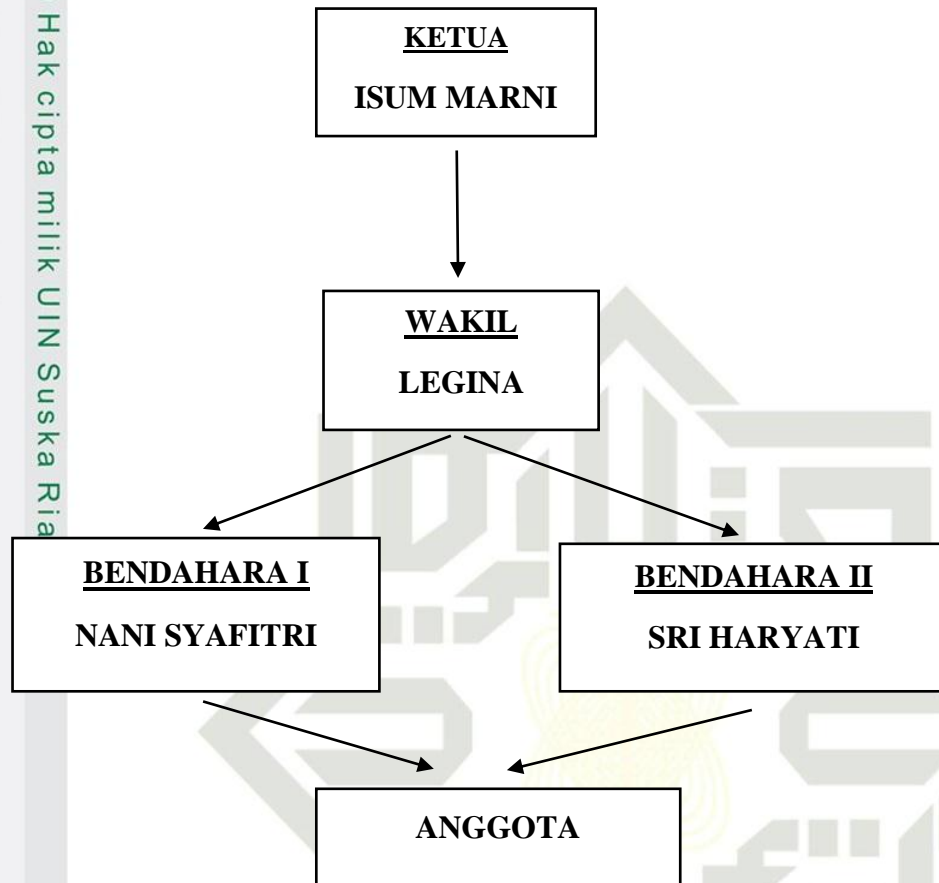 Hak cipta milik UIN Suska Ria
KETUA
ISUM MARNI
WAKIL
LEGINA
BENDAHARA I
NANI SYAFITRI
BENDAHARA II
SRI HARYATI
ANGGOTA